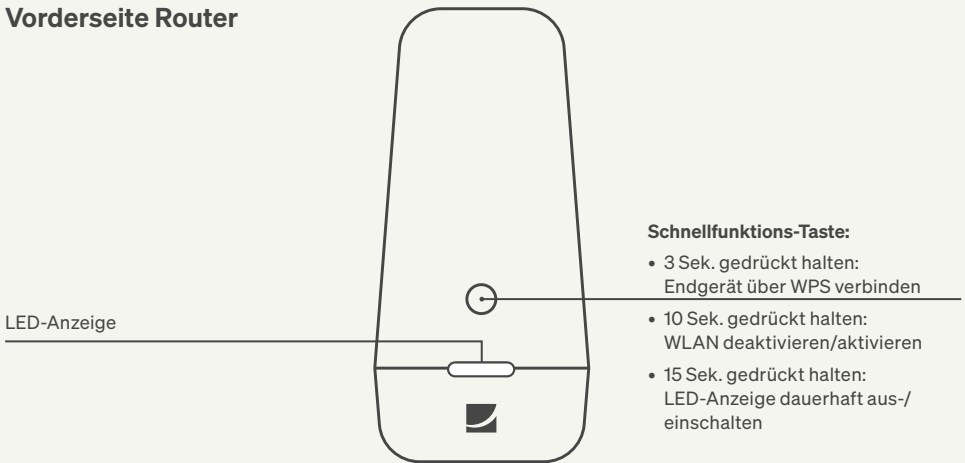 Vorderseite Router
LED-Anzeige
Schnellfunktions-Taste:
• 3 Sek. gedrückt halten:
Endgerät über WPS verbinden
• 10 Sek. gedrückt halten:
WLAN deaktivieren/aktivieren
• 15 Sek. gedrückt halten:
LED-Anzeige dauerhaft aus-/
einschalten